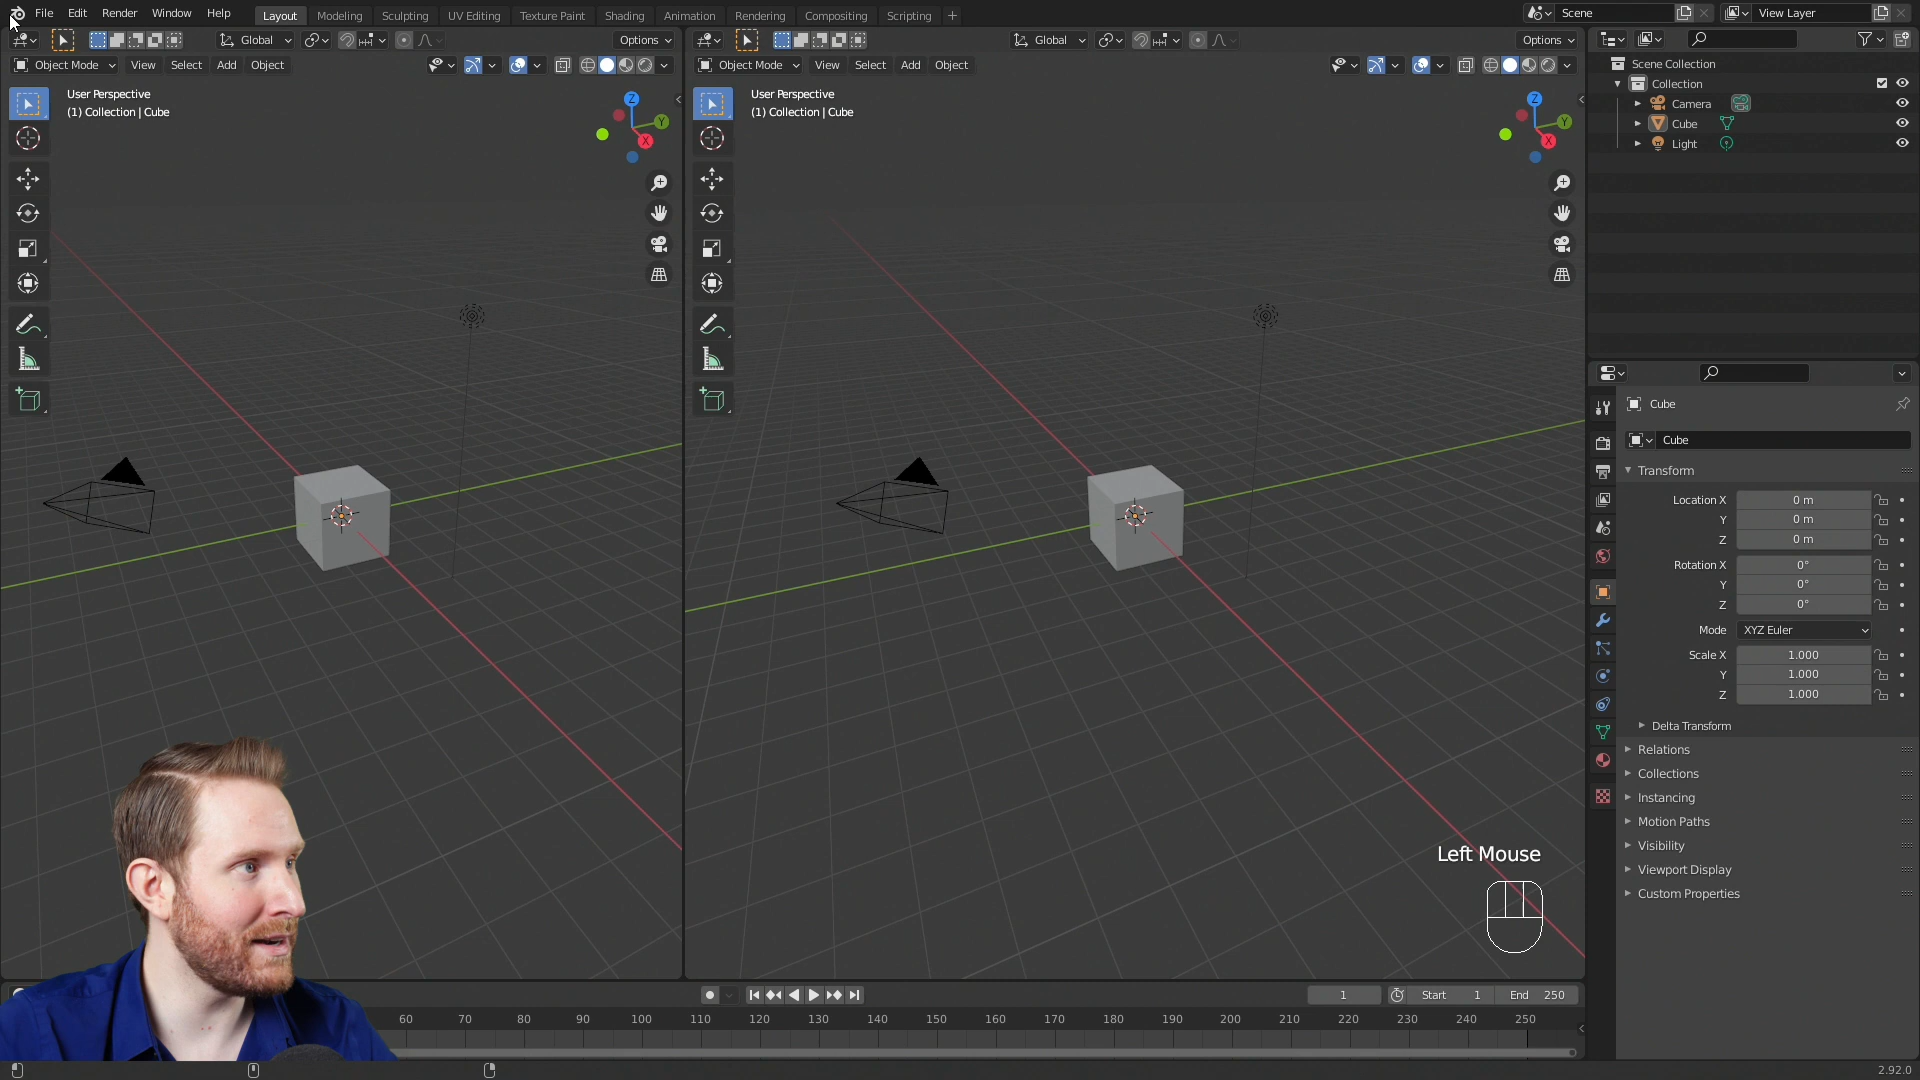 File Edit Render Window Help Layout Modeling Sculpting UV Editing Texture Paint Shading Animation Rendering Compositing Scripting + Scene View Layer
Global Options Global Options
Object Mode View Select Add Object Object Mode View Select Add Object
User Perspective
(1) Collection | Cube
Z
Y
X
User Perspective
(1) Collection | Cube
Z
Y
X
Scene Collection
Collection
Camera
Cube
Light
Cube
Cube
Transform
Location X 0 m
Y 0 m
Z 0 m
Rotation X 0°
Y 0°
Z 0°
Mode XYZ Euler
Scale X 1.000
Y 1.000
Z 1.000
Delta Transform
Relations
Collections
Instancing
Motion Paths
Visibility
Viewport Display
Custom Properties
Left Mouse
1 Start 1 End 250
60 70 80 90 100 110 120 130 140 150 160 170 180 190 200 210 220 230 240 250
2.92.0